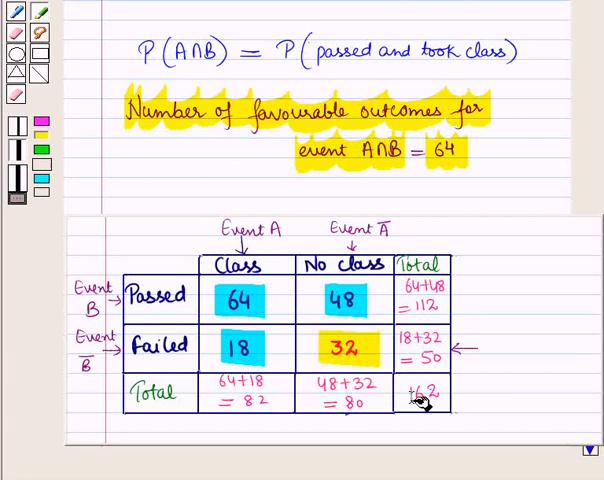 P(A∩B) = P(passed and took class)
Number of favourable outcomes for
event A∩B = 64
Event A Event A̅
Class No class Total
Event B Passed 64 48 64+48 = 112
Event B̅ Failed 18 32 18+32 = 50
Total 64+18 = 82 48+32 = 80 162